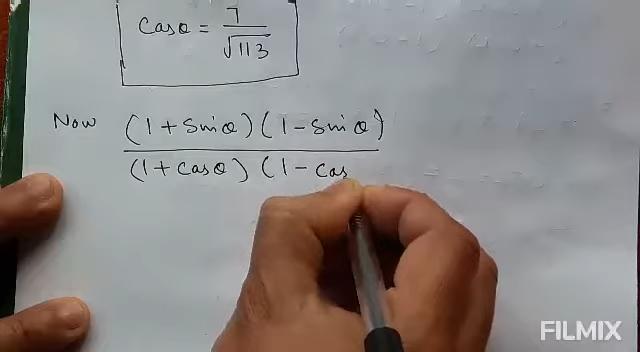 cosθ = 7/√113
Now (1 + sinθ)(1 - sinθ)
(1 + cosθ) (1 - cos
FILMIX